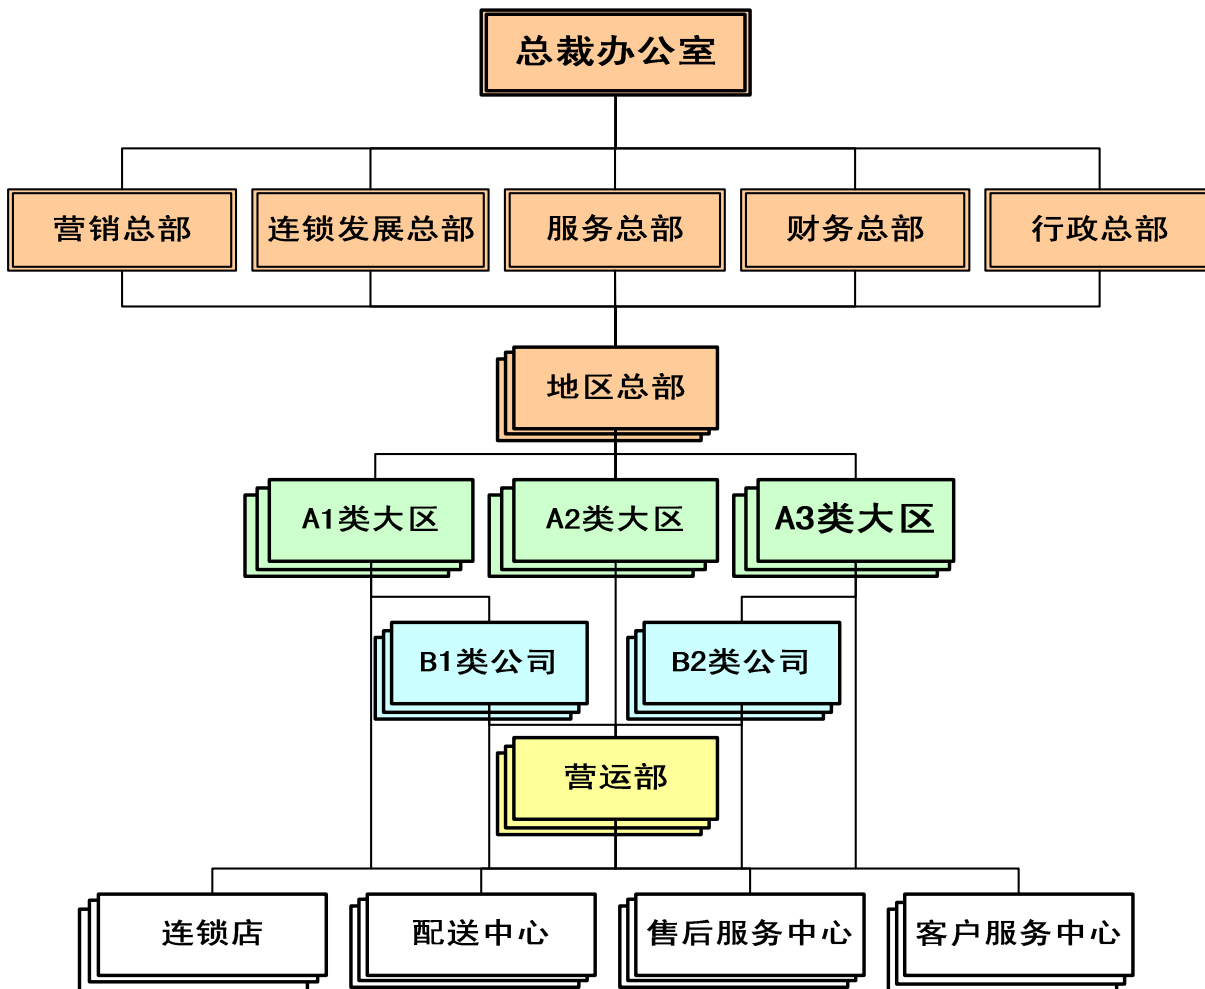 总裁办公室
营销总部
连锁发展总部
服务总部
财务总部
行政总部
地区总部
A1类大区
A2类大区
A3类大区
B1类公司
B2类公司
营运部
连锁店
配送中心
售后服务中心
客户服务中心